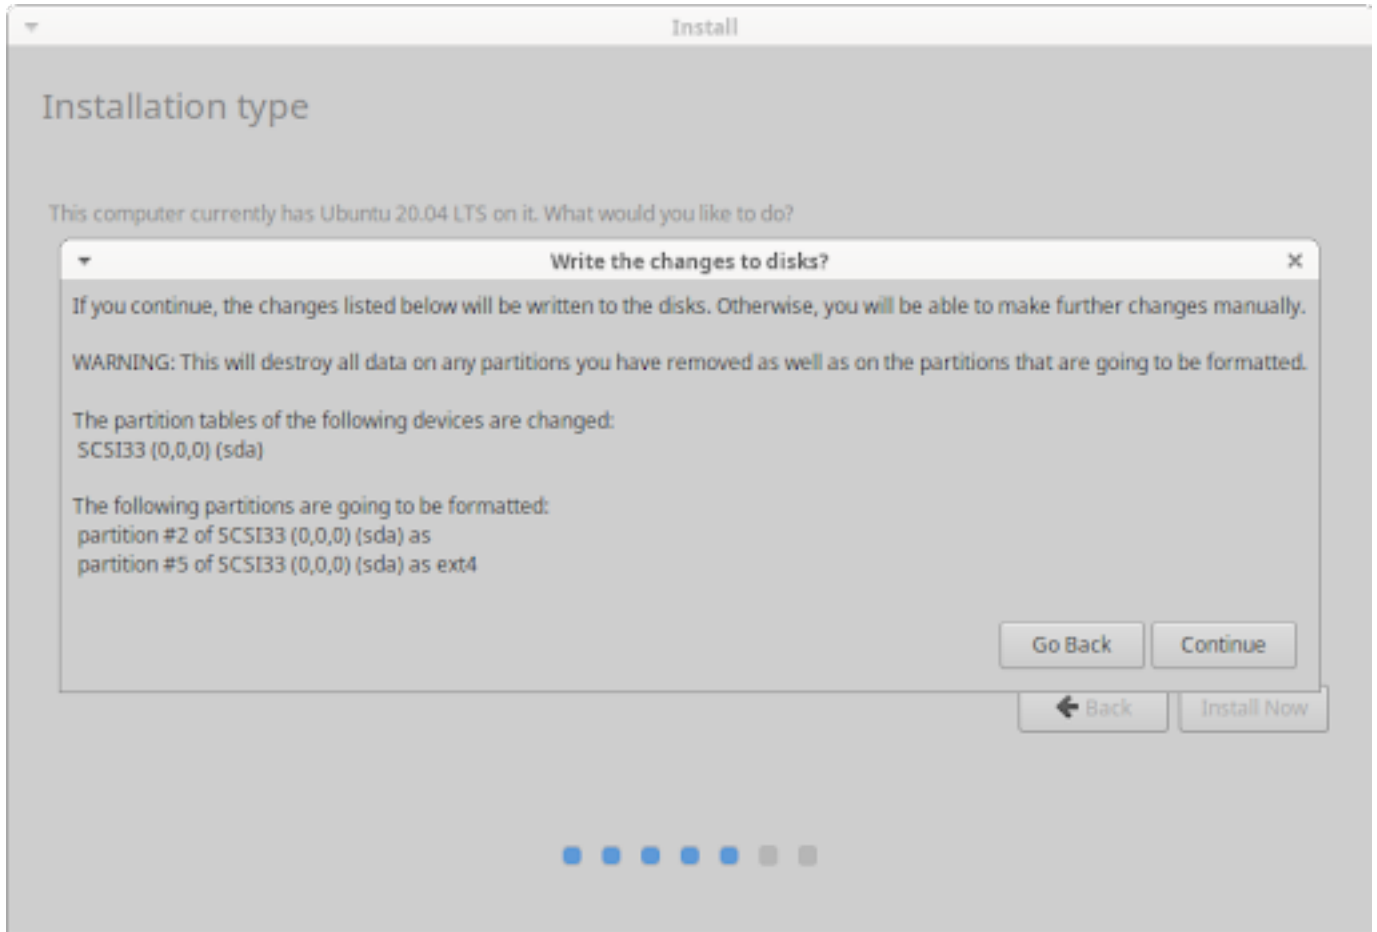 Install
Installation type
This computer currently has Ubuntu 20.04 LTS on it. What would you like to do?
Write the changes to disks?
If you continue, the changes listed below will be written to the disks. Otherwise, you will be able to make further changes manually.
WARNING: This will destroy all data on any partitions you have removed as well as on the partitions that are going to be formatted.
The partition tables of the following devices are changed:
SCSI33 (0,0,0) (sda)
The following partitions are going to be formatted:
partition #2 of SCSI33 (0,0,0) (sda) as
partition #5 of SCSI33 (0,0,0) (sda) as ext4
Go Back
Continue
Back
Install Now